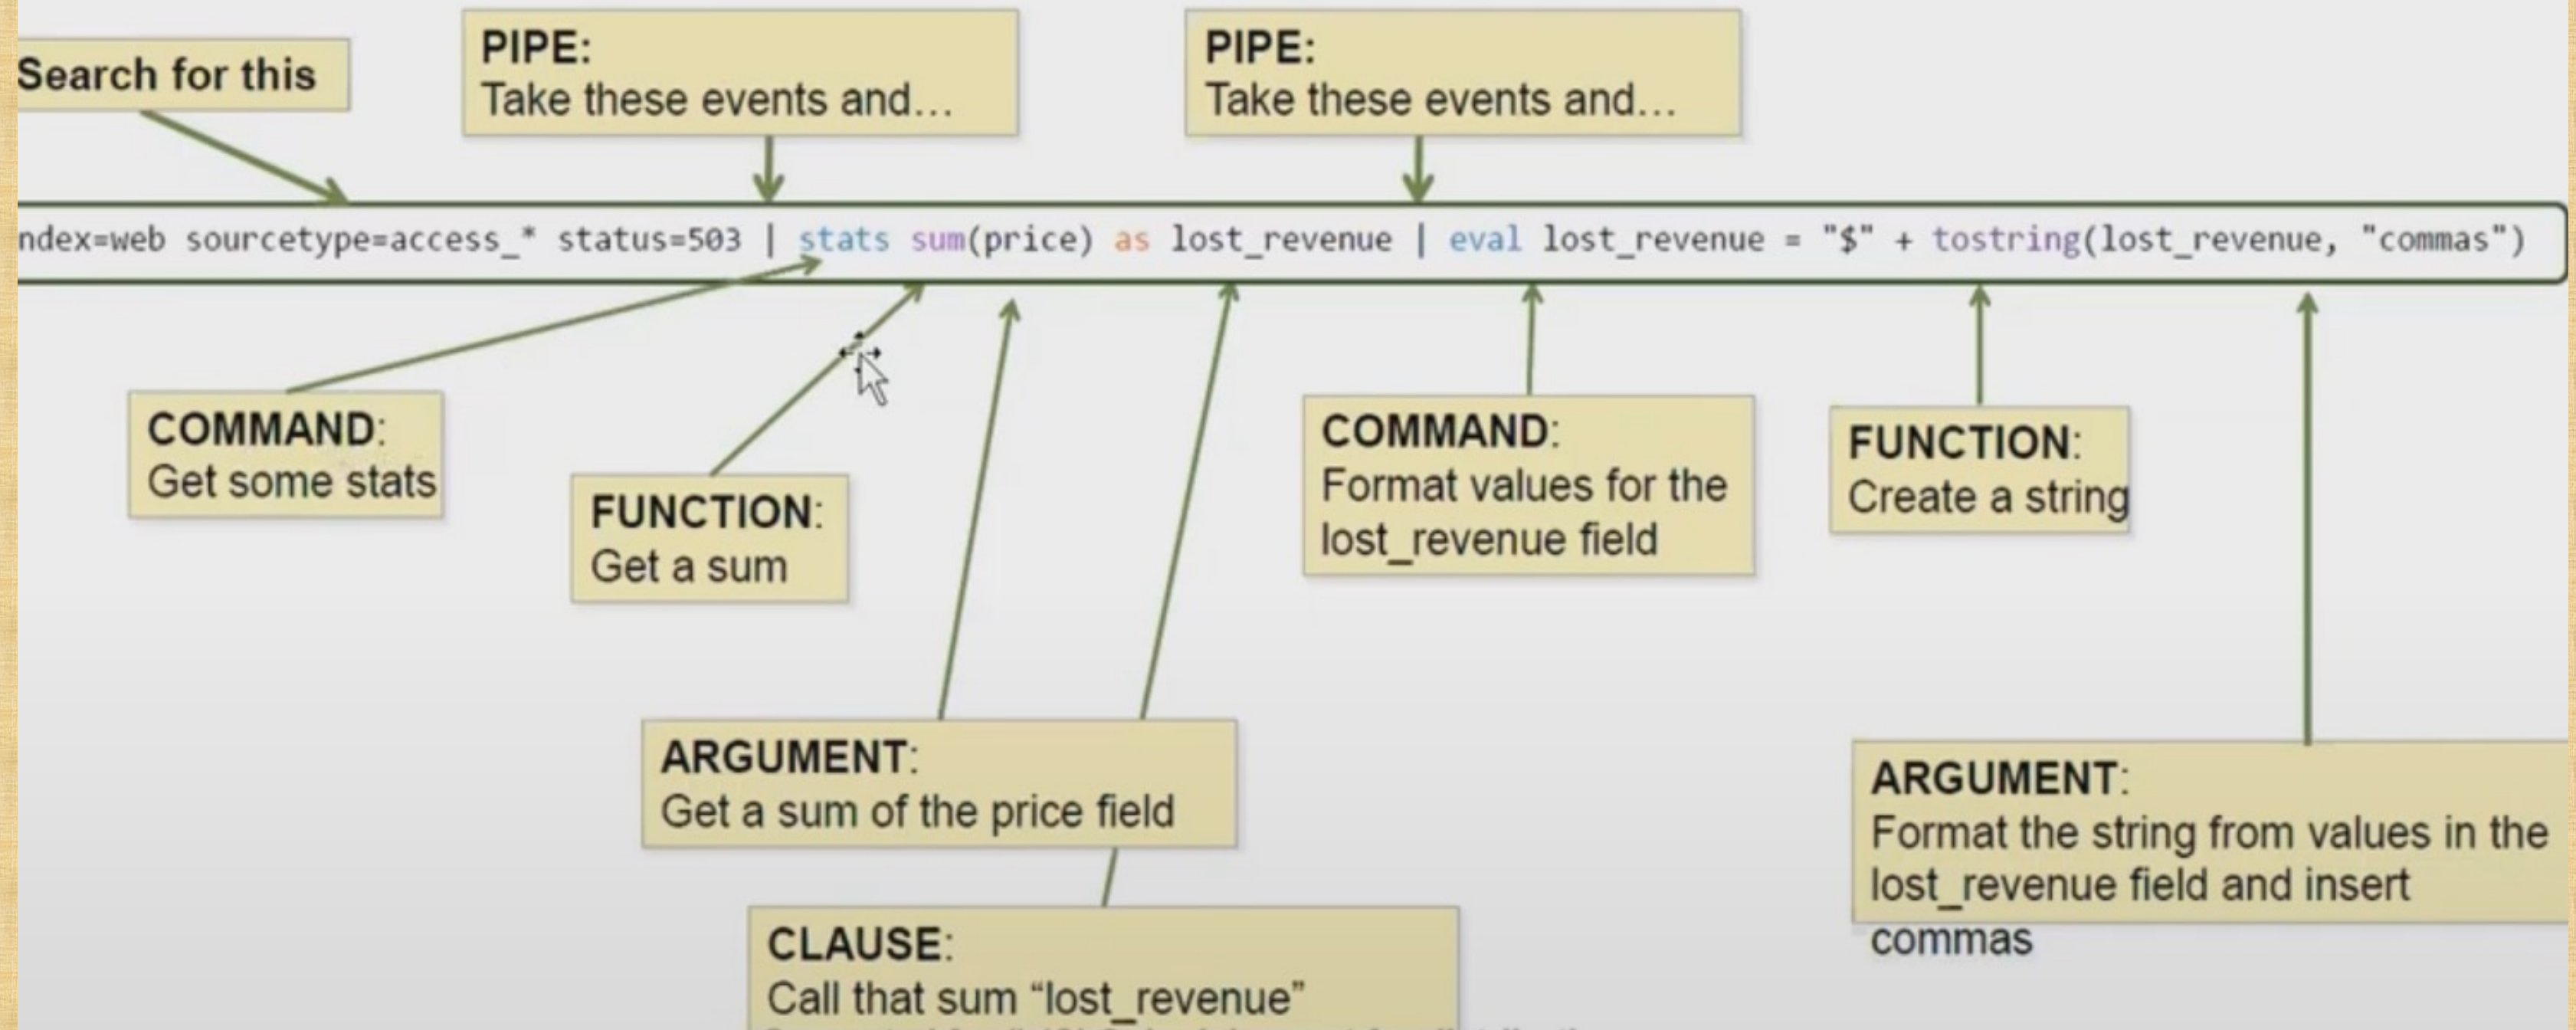 Search for this
PIPE:
Take these events and...
PIPE:
Take these events and...
ndex=web sourcetype=access_* status=503 | stats sum(price) as lost_revenue | eval lost_revenue = "$" + tostring(lost_revenue, "commas")
COMMAND:
Get some stats
FUNCTION:
Get a sum
COMMAND:
Format values for the
lost_revenue field
FUNCTION:
Create a string
ARGUMENT:
Get a sum of the price field
ARGUMENT:
Format the string from values in the
lost_revenue field and insert
commas
CLAUSE:
Call that sum “lost_revenue”